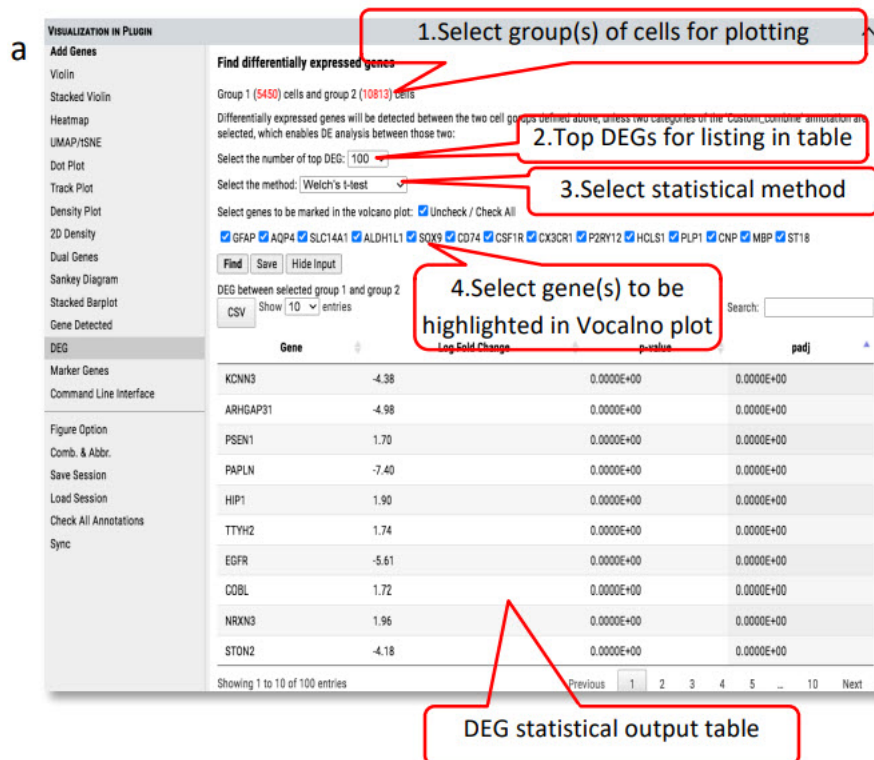 a
VISUALIZATION IN PLUGIN
1.Select group(s) of cells for plotting
Add Genes
Violin
Stacked Violin
Heatmap
UMAP/tSNE
Dot Plot
Track Plot
Density Plot
2D Density
Dual Genes
Sankey Diagram
Stacked Barplot
Gene Detected
DEG
Marker Genes
Command Line Interface
Figure Option
Comb. & Abbr.
Save Session
Load Session
Check All Annotations
Sync
Find differentially expressed genes
Group 1 (5450) cells and group 2 (10813) cells
Differentially expressed genes will be detected between the two cell groups defined above, unless two categories of the 'Custom_combine' annotation are
selected, which enables DE analysis between those two:
2.Top DEGs for listing in table
Select the number of top DEG: 100
Select the method: Welch's t-test
3.Select statistical method
Select genes to be marked in the volcano plot: Uncheck / Check All
GFAP AQP4 SLC14A1 ALDH1L1 SOX9 CD74 CSF1R CX3CR1 P2RY12 HCLS1 PLP1 CNP MBP ST18
Find Save Hide Input
4.Select gene(s) to be
highlighted in Vocalno plot
DEG between selected group 1 and group 2
CSV Show 10 entries Search:
Gene Log Fold Change p-value padj
KCNN3 -4.38 0.0000E+00 0.0000E+00
ARHGAP31 -4.98 0.0000E+00 0.0000E+00
PSEN1 1.70 0.0000E+00 0.0000E+00
PAPLN -7.40 0.0000E+00 0.0000E+00
HIP1 1.90 0.0000E+00 0.0000E+00
TTYH2 1.74 0.0000E+00 0.0000E+00
EGFR -5.61 0.0000E+00 0.0000E+00
COBL 1.72 0.0000E+00 0.0000E+00
NRXN3 1.96 0.0000E+00 0.0000E+00
STON2 -4.18 0.0000E+00 0.0000E+00
Showing 1 to 10 of 100 entries Previous 1 2 3 4 5 … 10 Next
DEG statistical output table